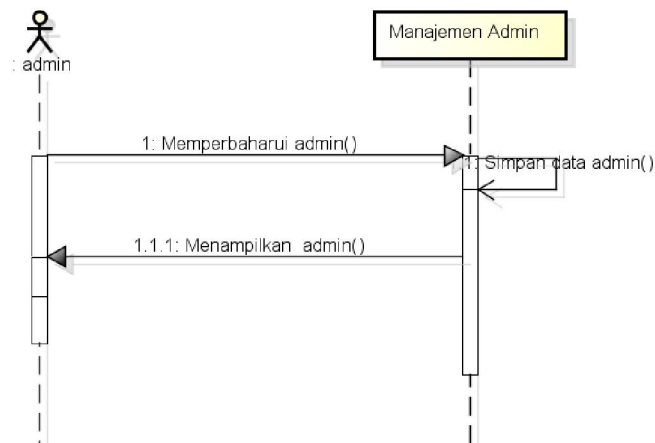 Manajemen Admin
: admin
1: Memperbaharui admin()
1: Simpan data admin()
1.1.1: Menampilkan admin()